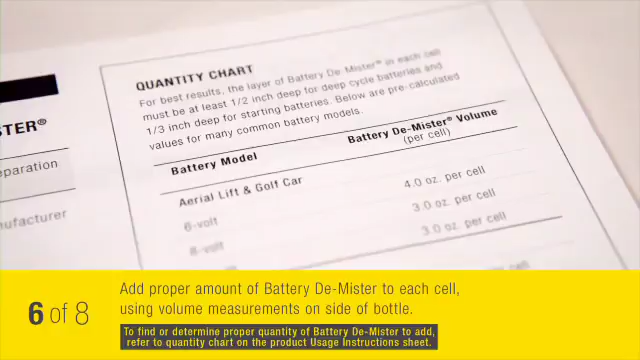 QUANTITY CHART
For best results, the layer of Battery De-Mister™ in each cell
must be at least 1/2 inch deep for deep cycle batteries and
1/3 inch deep for starting batteries. Below are pre-calculated
values for many common battery models.
Battery Model
Battery De-Mister® Volume
(per cell)
Aerial Lift & Golf Car
6-volt
4.0 oz. per cell
8-volt
3.0 oz. per cell
3.0 oz. per cell
per cell
STER®
eparation
nufacturer
6 of 8
Add proper amount of Battery De-Mister to each cell,
using volume measurements on side of bottle.
To find or determine proper quantity of Battery De-Mister to add,
refer to quantity chart on the product Usage Instructions sheet.